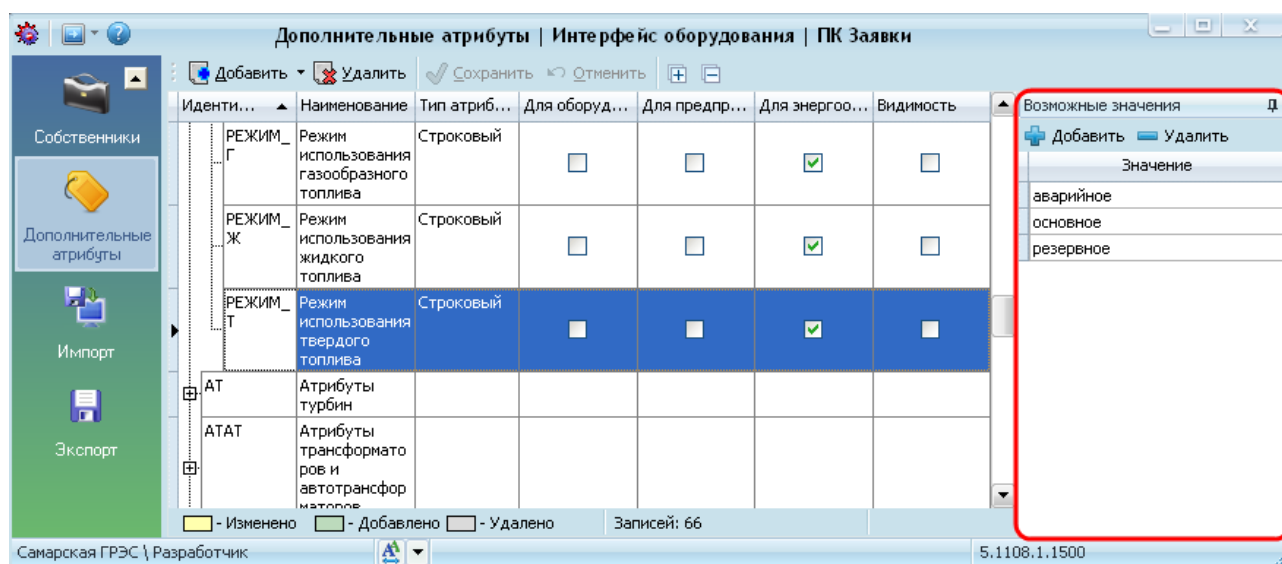 Дополнительные атрибуты | Интерфейс оборудования | ПК Заявки
Добавить Удалить Сохранить Отменить
Собственники
Дополнительные
атрибуты
Импорт
Экспорт
Иденти... Наименование Тип атриб... Для оборуд... Для предпр... Для энергоо... Видимость
РЕЖИМ_ Режим Строковый
Г использования
газообразного
топлива
РЕЖИМ_ Режим Строковый
Ж использования
жидкого
топлива
РЕЖИМ_ Режим Строковый
Т использования
твердого
топлива
АТ Атрибуты
турбин
АТАТ Атрибуты
трансформато
ров и
автотрансфор
маторов
- Изменено - Добавлено - Удалено Записей: 66
Возможные значения
Добавить Удалить
Значение
аварийное
основное
резервное
Самарская ГРЭС \ Разработчик 5.1108.1.1500